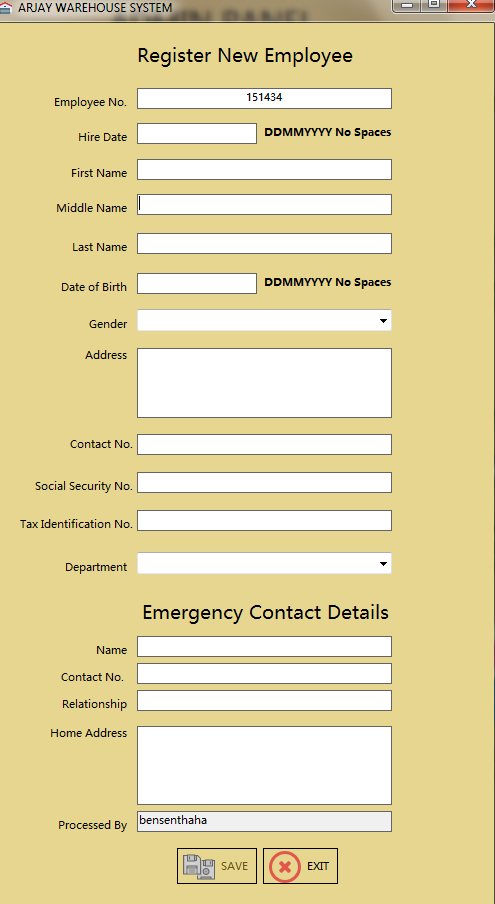 ARJAY WAREHOUSE SYSTEM
Register New Employee
Employee No. 151434
Hire Date DDMMYYYY No Spaces
First Name
Middle Name
Last Name
Date of Birth DDMMYYYY No Spaces
Gender
Address
Contact No.
Social Security No.
Tax Identification No.
Department
Emergency Contact Details
Name
Contact No.
Relationship
Home Address
Processed By bensenthaha
SAVE EXIT